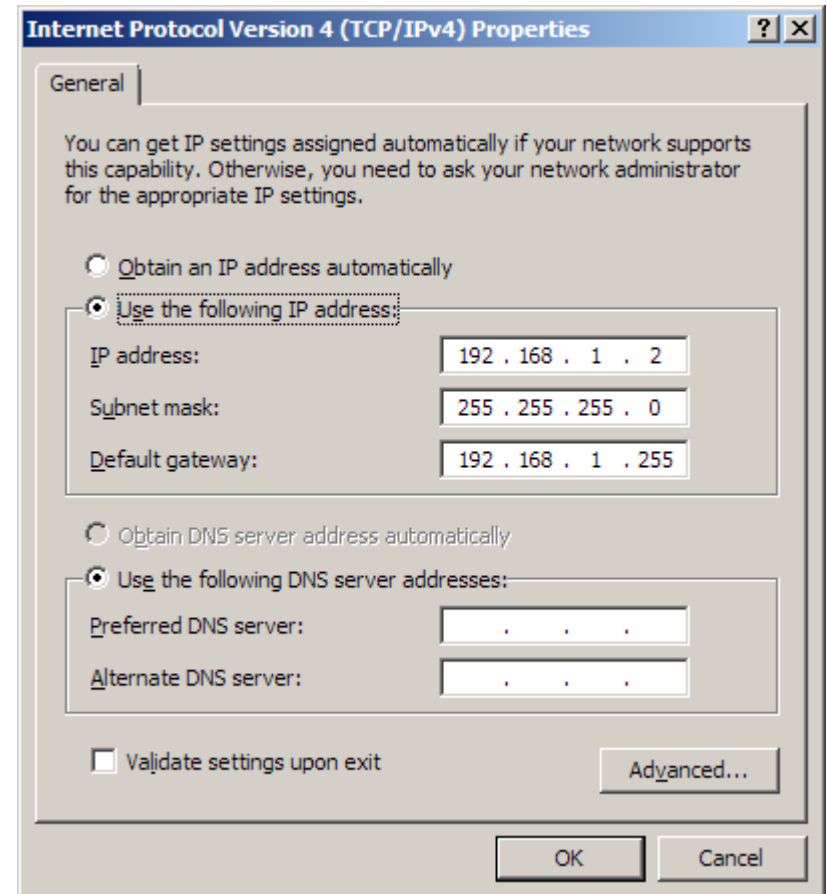 Internet Protocol Version 4 (TCP/IPv4) Properties
General
You can get IP settings assigned automatically if your network supports
this capability. Otherwise, you need to ask your network administrator
for the appropriate IP settings.
Obtain an IP address automatically
Use the following IP address:
IP address: 192 . 168 . 1 . 2
Subnet mask: 255 . 255 . 255 . 0
Default gateway: 192 . 168 . 1 . 255
Obtain DNS server address automatically
Use the following DNS server addresses:
Preferred DNS server: . . .
Alternate DNS server: . . .
Validate settings upon exit
Advanced...
OK Cancel